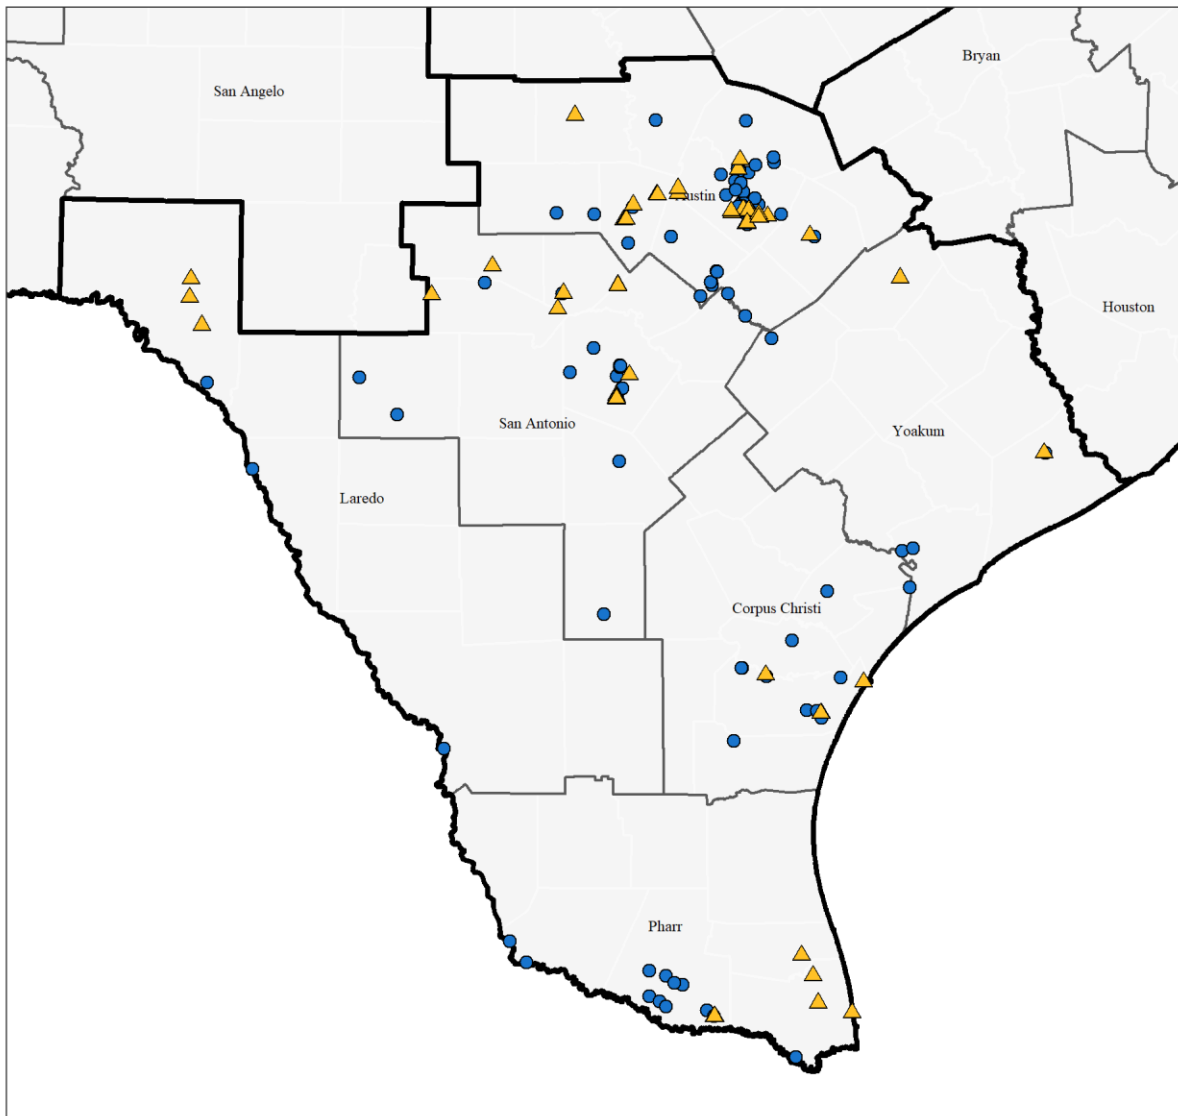 Bryan
San Angelo
Austin
Houston
San Antonio
Yoakum
Laredo
Corpus Christi
Pharr